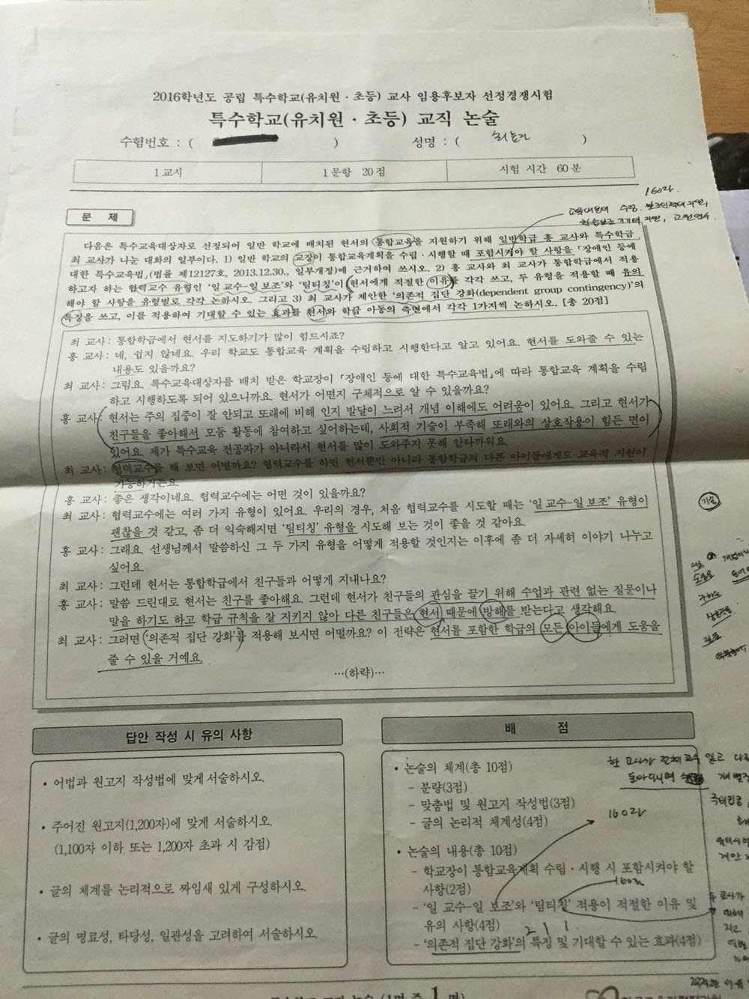 2016학년도 공립 특수학교(유치원 · 초등) 교사 임용후보자 선정경쟁시험
특수학교(유치원 · 초등) 교직 논술
수험번호 : ( ) 성명 : ( )
1교시 1문항 20점 시험 시간 60분
160자.
문 제
다음은 특수교육대상자로 선정되어 일반 학교에 배치된 현서의 통합교육을 지원하기 위해 일반학급 홍 교사와 특수학급
최 교사가 나눈 대화의 일부이다. 1) 일반 학교의 교장이 통합교육계획을 수립 · 시행할 때 포함시켜야 할 사항을 「장애인 등에
대한 특수교육법」(법률 제12127호, 2013.12.30., 일부개정)에 근거하여 쓰시오. 2) 홍 교사와 최 교사가 통합학급에서 적용
하고자 하는 협력교수 유형인 '일 교수-일 보조'와 '팀티칭'이 현서에게 적절한 이유를 각각 쓰고, 두 유형을 적용할 때 유의
해야 할 사항을 유형별로 각각 논하시오. 그리고 3) 최 교사가 제안한 '의존적 집단 강화(dependent group contingency)'의
특징을 쓰고, 이를 적용하여 기대할 수 있는 효과를 현서와 학급 아동의 측면에서 각각 1가지씩 논하시오. [총 20점]
최 교사 : 통합학급에서 현서를 지도하기가 많이 힘드시죠?
홍 교사 : 네, 쉽지 않네요. 우리 학교도 통합교육 계획을 수립하고 시행한다고 알고 있어요. 현서를 도와줄 수 있는
내용도 있을까요?
최 교사 : 그럼요. 특수교육대상자를 배치 받은 학교장이 「장애인 등에 대한 특수교육법」에 따라 통합교육 계획을 수립
하고 시행하도록 되어 있으니까요. 현서가 어떤지 구체적으로 알 수 있을까요?
홍 교사 : 현서는 주의 집중이 잘 안되고 또래에 비해 인지 발달이 느려서 개념 이해에도 어려움이 있어요. 그리고 현서가
친구들을 좋아해서 모둠 활동에 참여하고 싶어하는데, 사회적 기술이 부족해 또래와의 상호작용이 힘든 면이
있어요. 제가 특수교육 전공자가 아니라서 현서를 많이 도와주지 못해 안타까워요.
최 교사 : 협력교수를 해 보면 어떨까요? 협력교수를 하면 현서뿐만 아니라 통합학급의 다른 아이들에게도 교육적 지원이
가능하거든요.
홍 교사 : 좋은 생각이네요. 협력교수에는 어떤 것이 있을까요?
최 교사 : 협력교수에는 여러 가지 유형이 있어요. 우리의 경우, 처음 협력교수를 시도할 때는 '일 교수-일 보조' 유형이
괜찮을 것 같고, 좀 더 익숙해지면 '팀티칭' 유형을 시도해 보는 것이 좋을 것 같아요.
홍 교사 : 그래요. 선생님께서 말씀하신 그 두 가지 유형을 어떻게 적용할 것인지는 이후에 좀 더 자세히 이야기 나누고
싶어요.
최 교사 : 그런데 현서는 통합학급에서 친구들과 어떻게 지내나요?
홍 교사 : 말씀 드린대로 현서는 친구를 좋아해요. 그런데 현서가 친구들의 관심을 끌기 위해 수업과 관련 없는 질문이나
말을 하기도 하고 학급 규칙을 잘 지키지 않아 다른 친구들은 현서 때문에 방해를 받는다고 생각해요.
최 교사 : 그러면 '의존적 집단 강화'를 적용해 보시면 어떨까요? 이 전략은 현서를 포함한 학급의 모든 아이들에게 도움을
줄 수 있을 거예요.
…(하략)…
답안 작성 시 유의 사항
• 어법과 원고지 작성법에 맞게 서술하시오.
• 주어진 원고지(1,200자)에 맞게 서술하시오.
(1,100자 이하 또는 1,200자 초과 시 감점)
• 글의 체계를 논리적으로 짜임새 있게 구성하시오.
• 글의 명료성, 타당성, 일관성을 고려하여 서술하시오.
배 점
• 논술의 체계(총 10점)
- 분량(3점)
- 맞춤법 및 원고지 작성법(3점)
- 글의 논리적 체계성(4점)
160자
• 논술의 내용(총 10점)
- 학교장이 통합교육계획 수립 · 시행 시 포함시켜야 할
사항(2점)
- '일 교수-일 보조'와 '팀티칭' 적용이 적절한 이유 및
유의 사항(4점)
2 1 1
- '의존적 집단 강화'의 특징 및 기대할 수 있는 효과(4점)